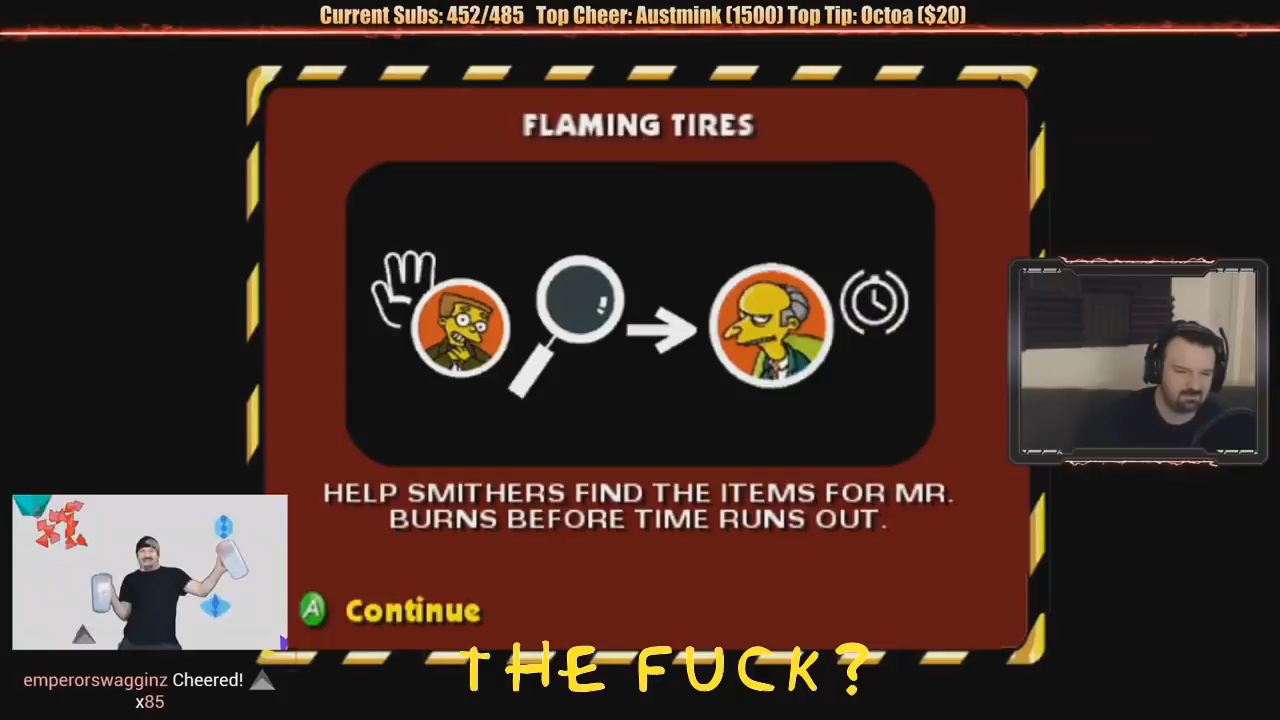 Current Subs: 452/485 Top Cheer: Austmink (1500) Top Tip: Octoa ($20)
FLAMING TIRES
HELP SMITHERS FIND THE ITEMS FOR MR.
BURNS BEFORE TIME RUNS OUT.
A Continue
THE FUCK?
emperorswagginz Cheered!
x85